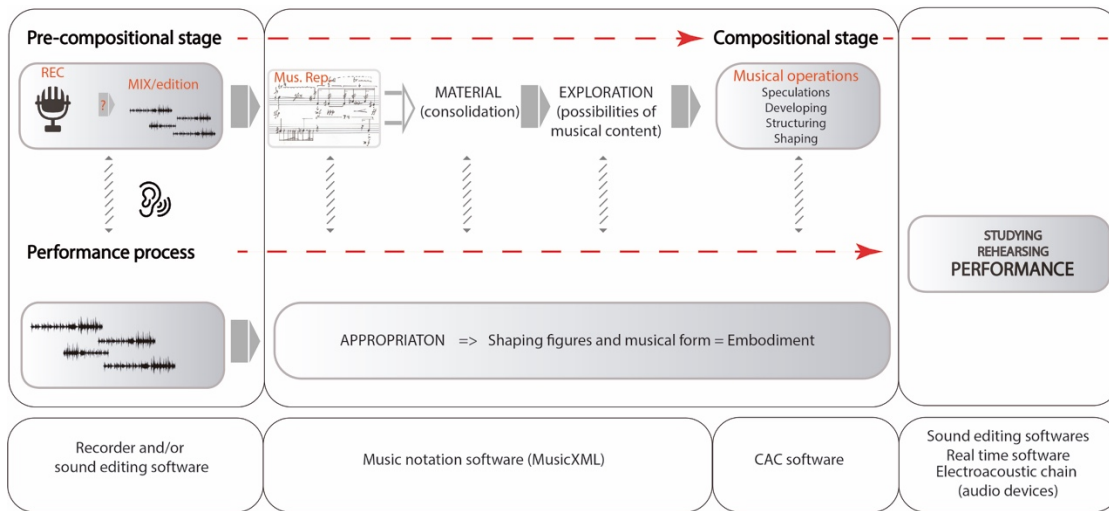 Pre-compositional stage
Compositional stage
REC
MIX/edition
?
Mus. Rep.
MATERIAL
(consolidation)
EXPLORATION
(possibilities of
musical content)
Musical operations
Speculations
Developing
Structuring
Shaping
Performance process
STUDYING
REHEARSING
PERFORMANCE
APPROPRIATON => Shaping figures and musical form = Embodiment
Recorder and/or
sound editing software
Music notation software (MusicXML)
CAC software
Sound editing softwares
Real time software
Electroacoustic chain
(audio devices)